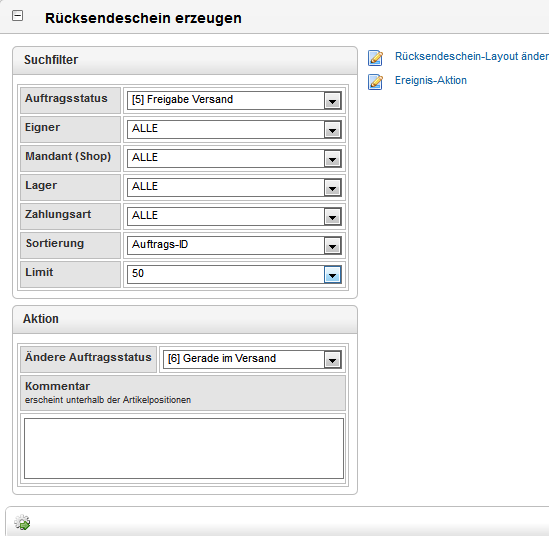 Rücksendeschein erzeugen
Suchfilter
Auftragsstatus [5] Freigabe Versand
Eigner ALLE
Mandant (Shop) ALLE
Lager ALLE
Zahlungsart ALLE
Sortierung Auftrags-ID
Limit 50
Aktion
Ändere Auftragsstatus [6] Gerade im Versand
Kommentar
erscheint unterhalb der Artikelpositionen
Rücksendeschein-Layout änder
Ereignis-Aktion